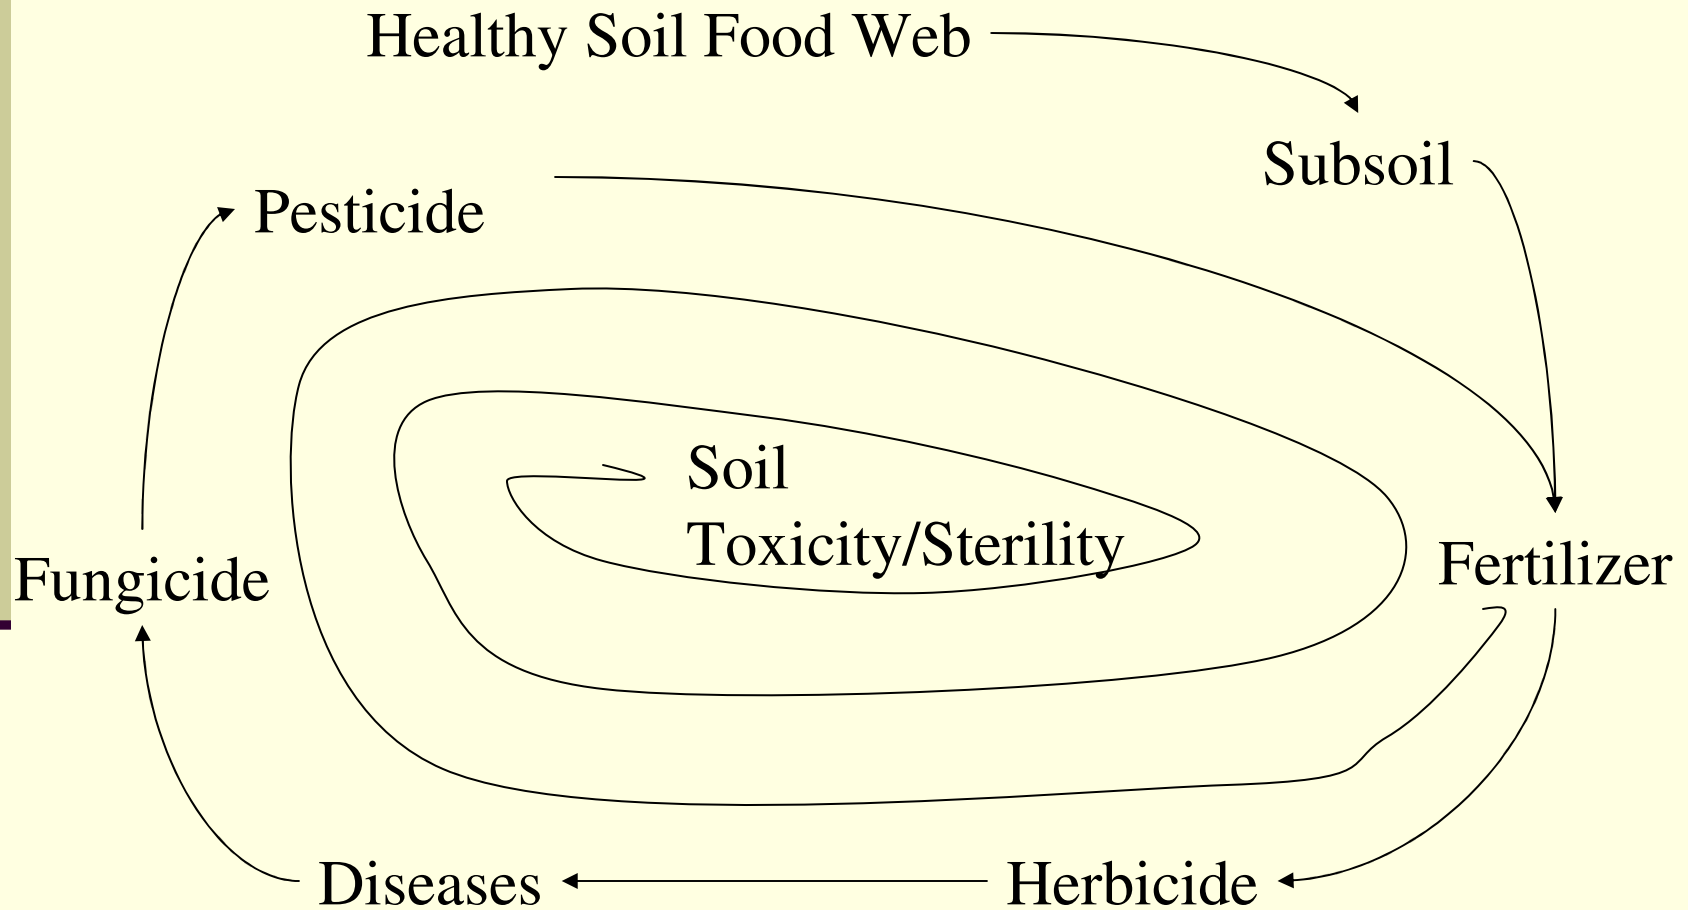 Healthy Soil Food Web
Subsoil
Pesticide
Soil
Toxicity/Sterility
Fertilizer
Fungicide
Diseases
Herbicide